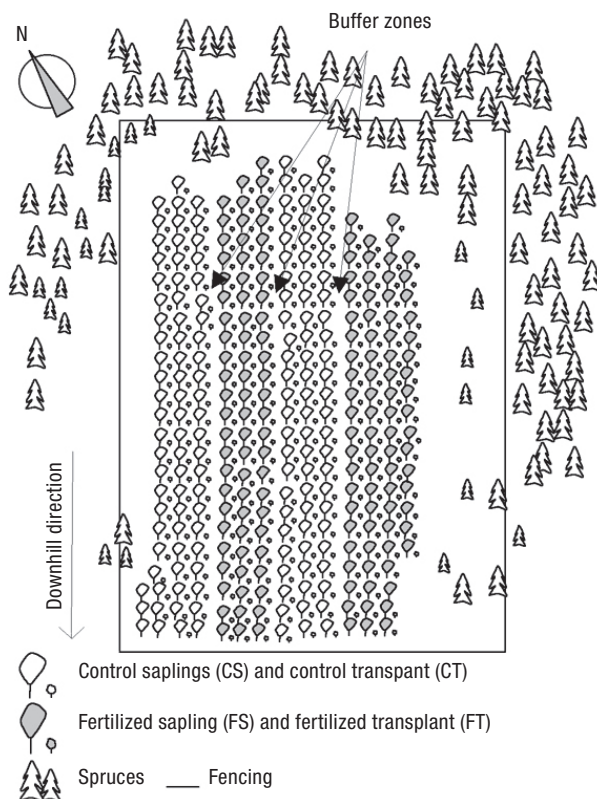 Buffer zones
N
Downhill direction
Control saplings (CS) and control transpant (CT)
Fertilized sapling (FS) and fertilized transplant (FT)
Spruces
Fencing